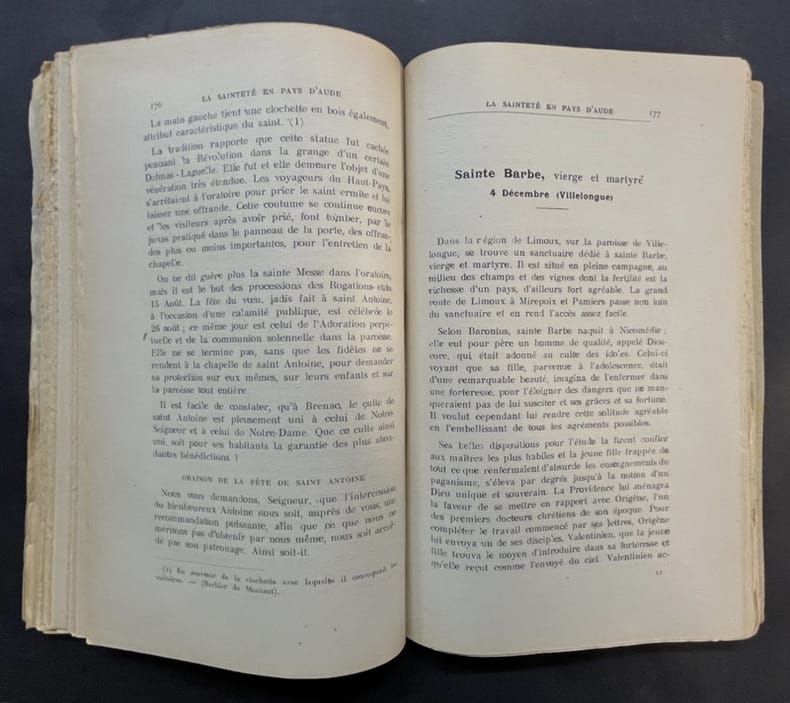 176
LA SAINTETÉ EN PAYS D'AUDE
La main gauche tient une clochette en bois également,
attribut caractéristique du saint. (1)
La tradition rapporte que cette statue fut cachée
penant la Révolution dans la grange d'un certain
Delmas-Laguelle. Elle fut et elle demeure l'objet d'une
vénération très étendue. Les voyageurs du Haut-Pays,
s'arrêtaient à l'oratoire pour prier le saint ermite et lui
laisser une offrande. Cette coutume se continue encore
et les visiteurs après avoir prié, font tomber, par le
judas pratiqué dans le panneau de la porte, des offran-
des plus ou moins importantes, pour l'entretien de la
chapelle.
On ne dit guère plus la sainte Messe dans l'oratoire,
mais il est le but des processions des Rogations et du
15 Août. La fête du vœu, jadis fait à saint Antoine,
à l'occasion d'une calamité publique, est célébrée le
26 août ; ce même jour est celui de l'Adoration perpé-
tuelle et de la communion solennelle dans la paroisse.
Elle ne se termine pas, sans que les fidèles ne se
rendent à la chapelle de saint Antoine, pour demander
sa protection sur eux mêmes, sur leurs enfants et sur
la paroisse tout entière.
Il est facile de constater, qu'à Brenac, le culte de
saint Antoine est pieusement uni à celui de Notre-
Seigneur et à celui de Notre-Dame. Que ce culte ainsi
uni, soit pour ses habitants la garantie des plus abon-
dantes bénédictions !
ORAISON DE LA FÊTE DE SAINT ANTOINE
Nous vous demandons, Seigneur, que l'intercession
du bienheureux Antoine nous soit, auprès de vous, une
recommandation puissante, afin que ce que nous ne
méritons pas d'obtenir par nous même, nous soit accor-
dé par son patronage. Ainsi soit-il.
(1) En souvenir de la clochette avec laquelle il convoquait les
— (Barbier de Montaut).
LA SAINTETÉ EN PAYS D'AUDE
177
Sainte Barbe, vierge et martyre
4 Décembre (Villelongue)
Dans la région de Limoux, sur la paroisse de Ville-
longue, se trouve un sanctuaire dédié à sainte Barbe,
vierge et martyre. Il est situé en pleine campagne, au
milieu des champs et des vignes dont la fertilité est la
richesse d'un pays, d'ailleurs fort agréable. La grand
route de Limoux à Mirepoix et Pamiers passe non loin
du sanctuaire et en rend l'accès assez facile.
Selon Baronius, sainte Barbe naquit à Nicomédie ;
elle eut pour père un homme de qualité, appelé Dios-
core, qui était adonné au culte des idoles. Celui-ci
voyant que sa fille, parvenue à l'adolescence, était
d'une remarquable beauté, imagina de l'enfermer dans
une forteresse, pour l'éloigner des dangers que ne man-
queraient pas de lui susciter et ses grâces et sa fortune.
Il voulut cependant lui rendre cette solitude agréable
en l'embellissant de tous les agréments possibles.
Ses belles dispositions pour l'étude la firent confier
aux maîtres les plus habiles et la jeune fille frappée de
tout ce que renfermaient d'absurde les enseignements du
paganisme, s'éleva par degrés jusqu'à la notion d'un
Dieu unique et souverain. La Providence lui ménagea
la faveur de se mettre en rapport avec Origène, l'un
des premiers docteurs chrétiens de son époque. Pour
compléter le travail commencé par ses lettres, Origène
lui envoya un de ses disciples, Valentinien, que la jeune
fille trouva le moyen d'introduire dans sa forteresse et
qu'elle reçut comme l'envoyé du ciel. Valentinien ac-